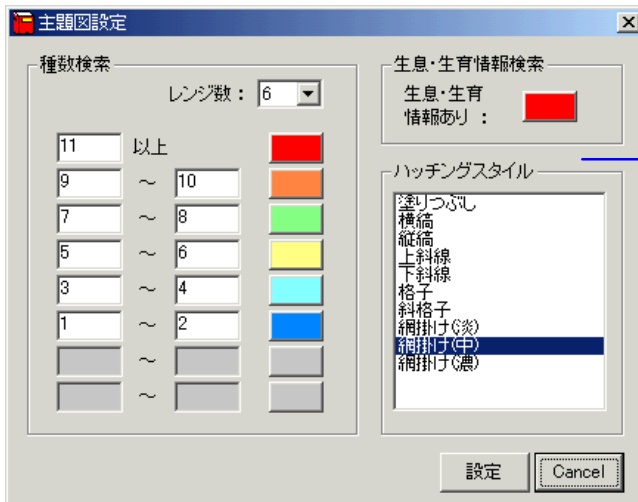 主題図設定
種数検索
レンジ数： 6
11 以上
9 ～ 10
7 ～ 8
5 ～ 6
3 ～ 4
1 ～ 2
～
～
生息・生育情報検索
生息・生育
情報あり ：
ハッチングスタイル
塗りつぶし
横縞
縦縞
上斜線
下斜線
格子
斜格子
網掛け(淡)
網掛け(中)
網掛け(濃)
設定
Cancel